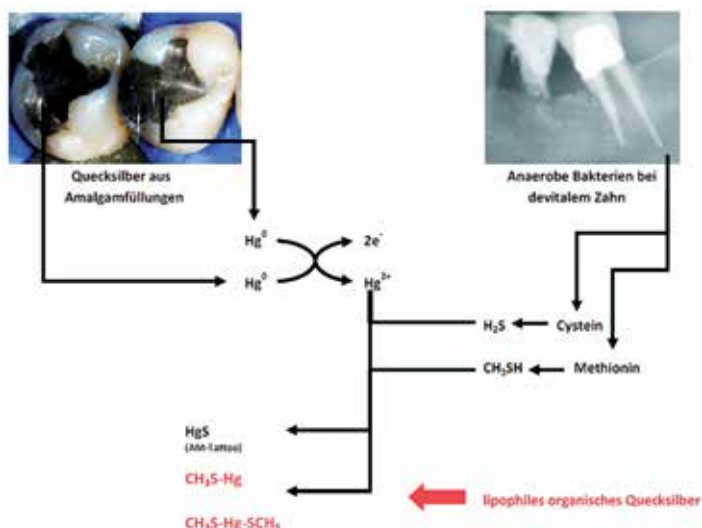 Quecksilber aus
Amalgamfüllungen
Anaerobe Bakterien bei
devitalem Zahn
Hg⁰ 2e⁻
Hg⁰ Hg²⁺
H₂S Cystein
CH₃SH Methionin
HgS
(AM-Tattoo)
CH₃S-Hg
lipophiles organisches Quecksilber
CH₃S-Hg-SCH₃